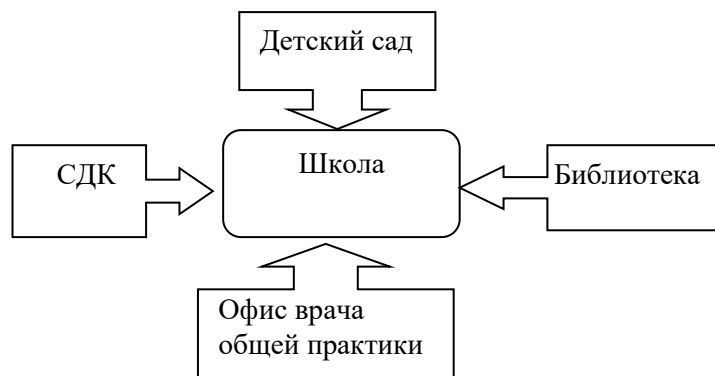 Детский сад
СДК
Школа
Библиотека
Офис врача
общей практики